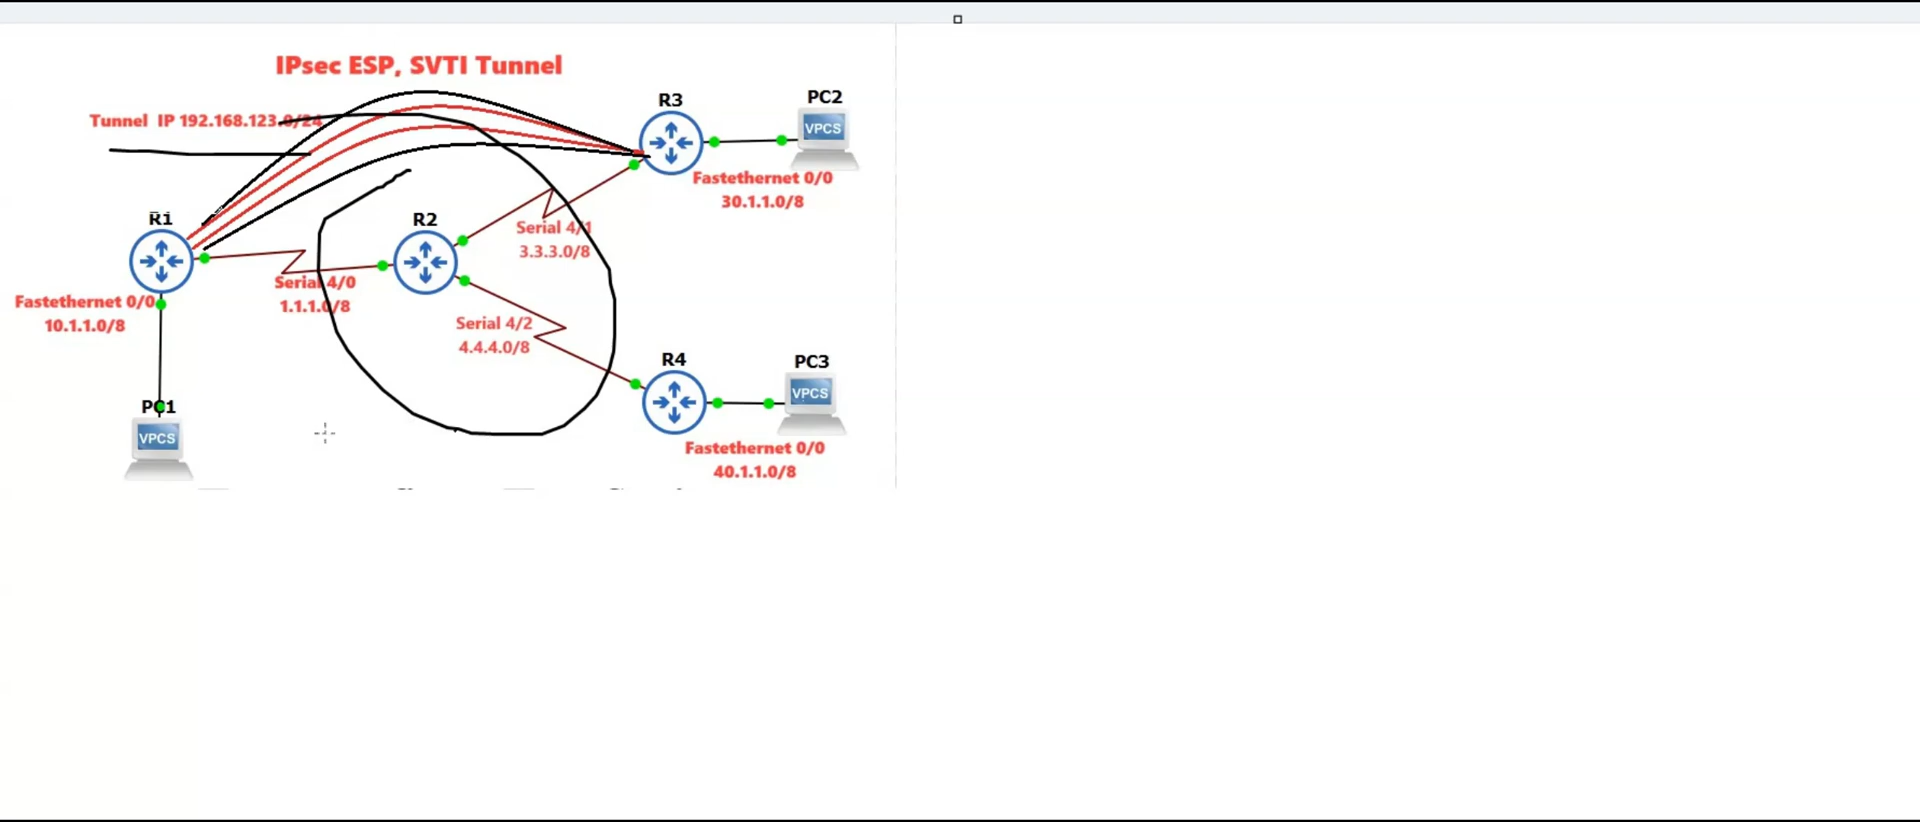 IPsec ESP, SVTI Tunnel
Tunnel IP 192.168.123.0/24
R3
PC2
VPCS
Fastethernet 0/0
30.1.1.0/8
R1
R2
Serial 4/1
3.3.3.0/8
Serial 4/0
1.1.1.0/8
Fastethernet 0/0
10.1.1.0/8
Serial 4/2
4.4.4.0/8
R4
PC3
VPCS
PC1
VPCS
Fastethernet 0/0
40.1.1.0/8